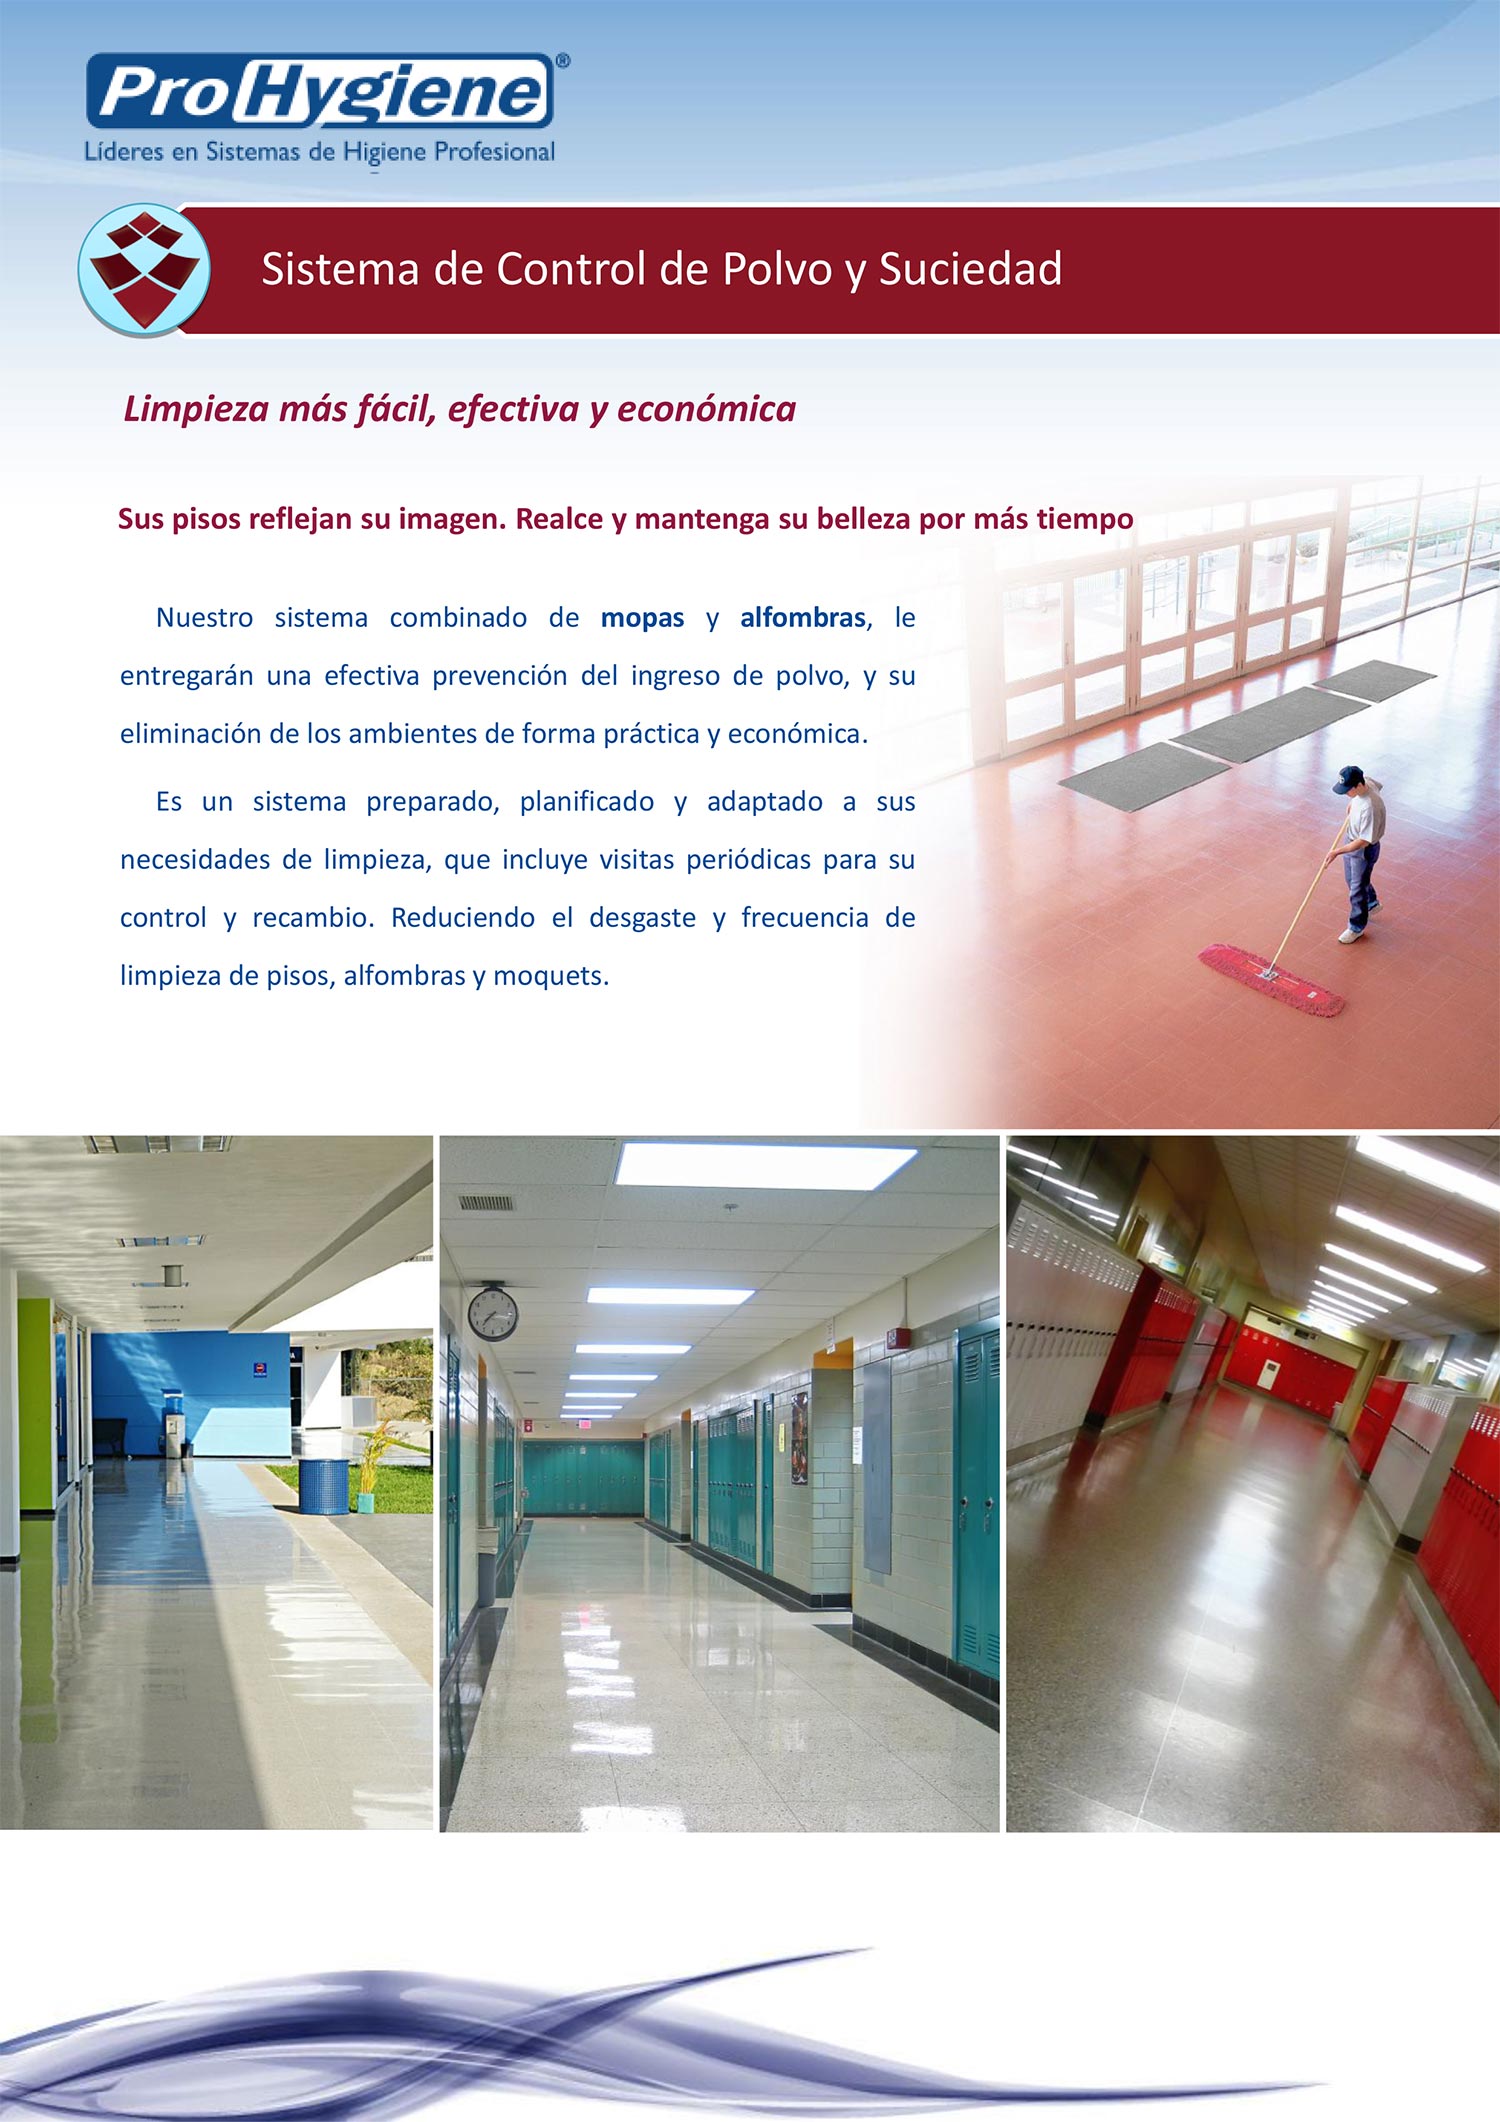 ProHygiene®
Líderes en Sistemas de Higiene Profesional
Sistema de Control de Polvo y Suciedad
Limpieza más fácil, efectiva y económica
Sus pisos reflejan su imagen. Realce y mantenga su belleza por más tiempo
Nuestro sistema combinado de mopas y alfombras, le
entregarán una efectiva prevención del ingreso de polvo, y su
eliminación de los ambientes de forma práctica y económica.
Es un sistema preparado, planificado y adaptado a sus
necesidades de limpieza, que incluye visitas periódicas para su
control y recambio. Reduciendo el desgaste y frecuencia de
limpieza de pisos, alfombras y moquets.